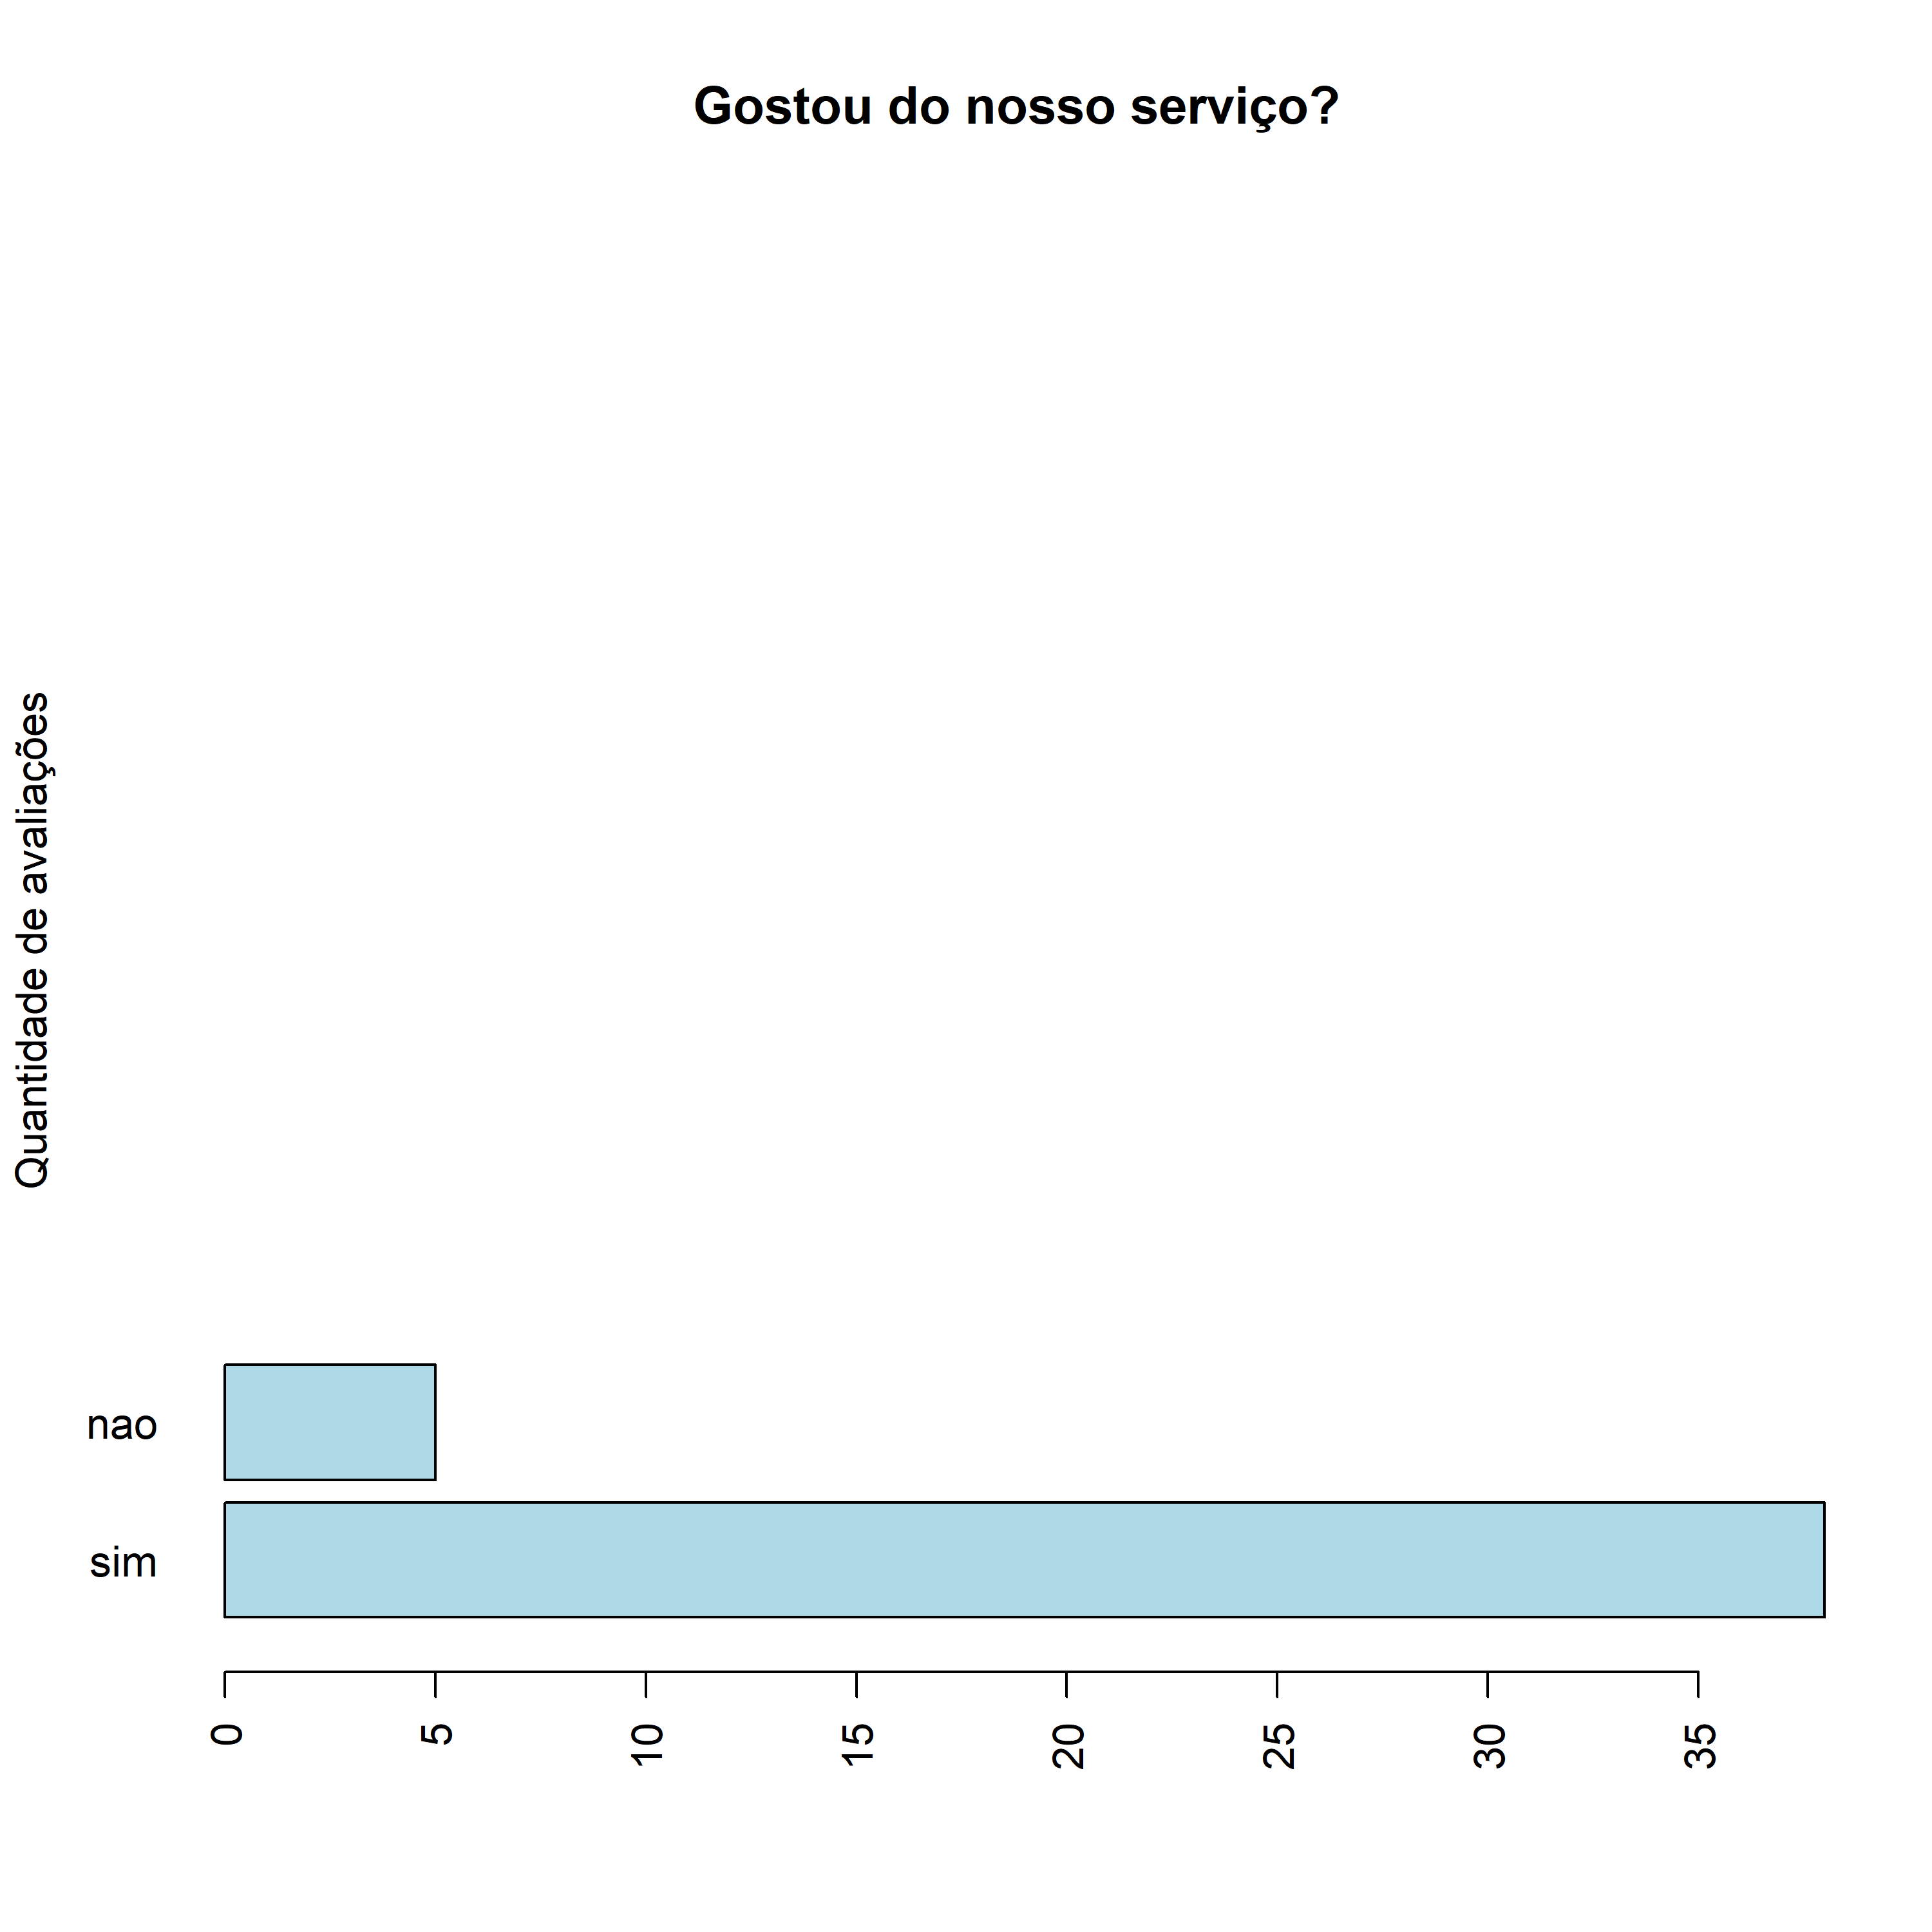 Gostou do nosso serviço?
Quantidade de avaliações
nao
sim
0 5 10 15 20 25 30 35